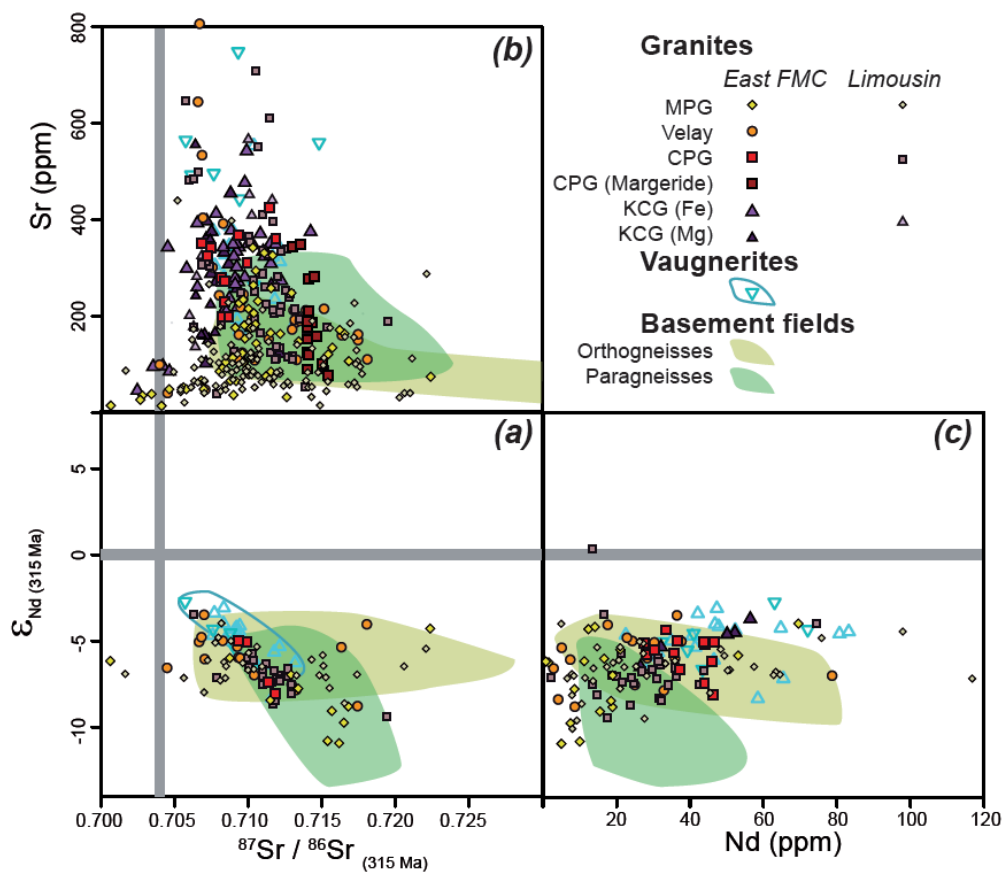 (b)
Sr (ppm)
800
600
400
200
Granites
East FMC Limousin
MPG
Velay
CPG
CPG (Margeride)
KCG (Fe)
KCG (Mg)
Vaugnerites
Basement fields
Orthogneisses
Paragneisses
(a)
εNd (315 Ma)
5
0
-5
-10
0.700 0.705 0.710 0.715 0.720 0.725
⁸⁷Sr / ⁸⁶Sr (315 Ma)
(c)
0 20 40 60 80 100 120
Nd (ppm)